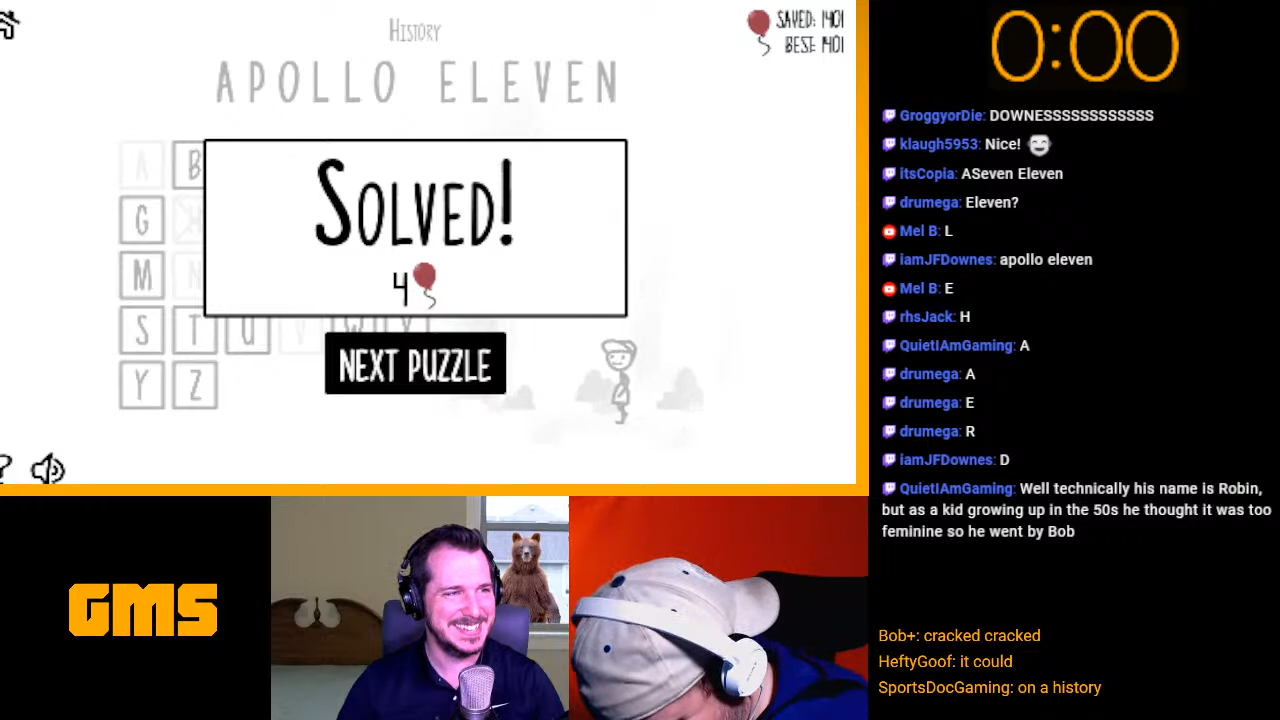 History
SAVED: 1401
BEST: 1401
APOLLO ELEVEN
A B
G
M N
S T U V W X
Y Z
SOLVED!
4
NEXT PUZZLE
?
GMS
0:00
GroggyorDie: DOWNESSSSSSSSSSSS
klaugh5953: Nice!
itsCopia: ASeven Eleven
drumega: Eleven?
Mel B: L
iamJFDownes: apollo eleven
Mel B: E
rhsJack: H
QuietIAmGaming: A
drumega: A
drumega: E
drumega: R
iamJFDownes: D
QuietIAmGaming: Well technically his name is Robin,
but as a kid growing up in the 50s he thought it was too
feminine so he went by Bob
Bob+: cracked cracked
HeftyGoof: it could
SportsDocGaming: on a history